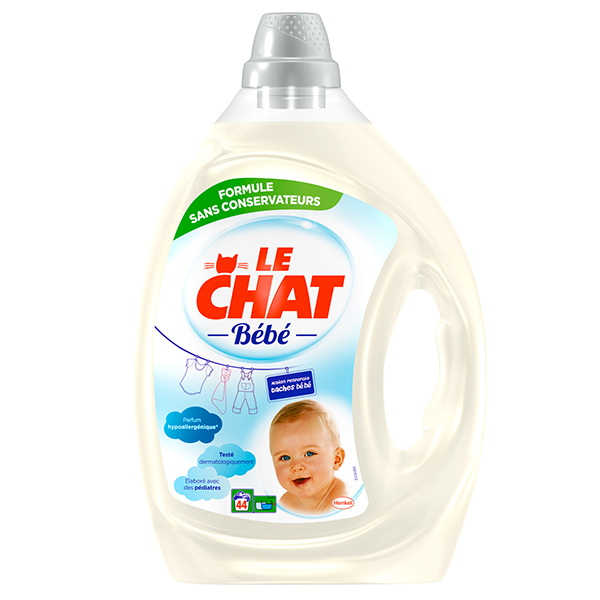 FORMULE
SANS CONSERVATEURS
LE
CHAT
Bébé
Action renforcée
taches bébé
Parfum
hypoallergénique*
Testé
dermatologiquement
Élaboré avec
des pédiatres
44
Henkel